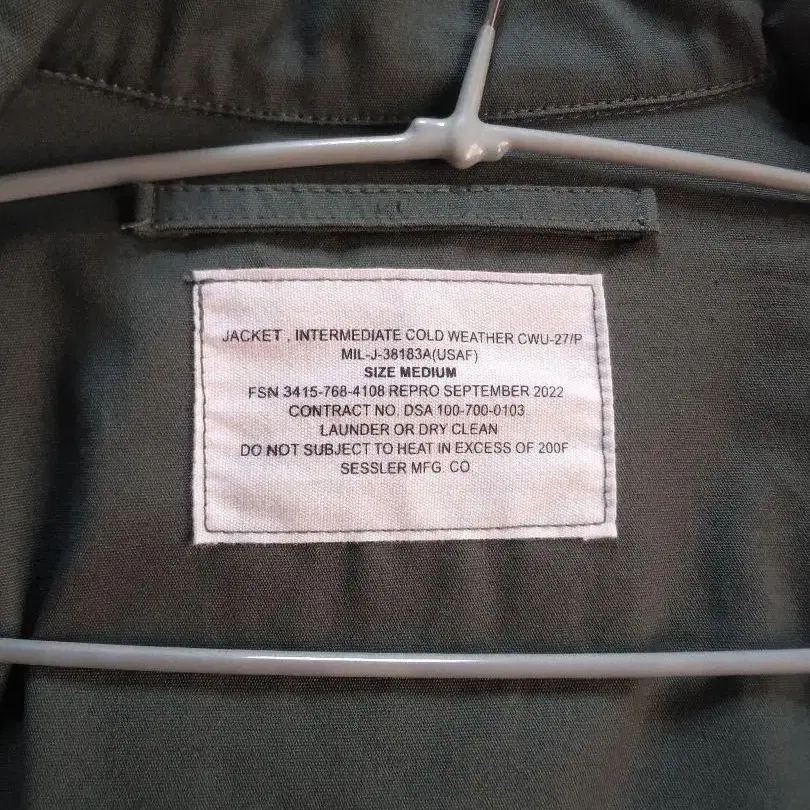 JACKET , INTERMEDIATE COLD WEATHER CWU-27/P
MIL-J-38183A(USAF)
SIZE MEDIUM
FSN 3415-768-4108 REPRO SEPTEMBER 2022
CONTRACT NO. DSA 100-700-0103
LAUNDER OR DRY CLEAN
DO NOT SUBJECT TO HEAT IN EXCESS OF 200F
SESSLER MFG. CO